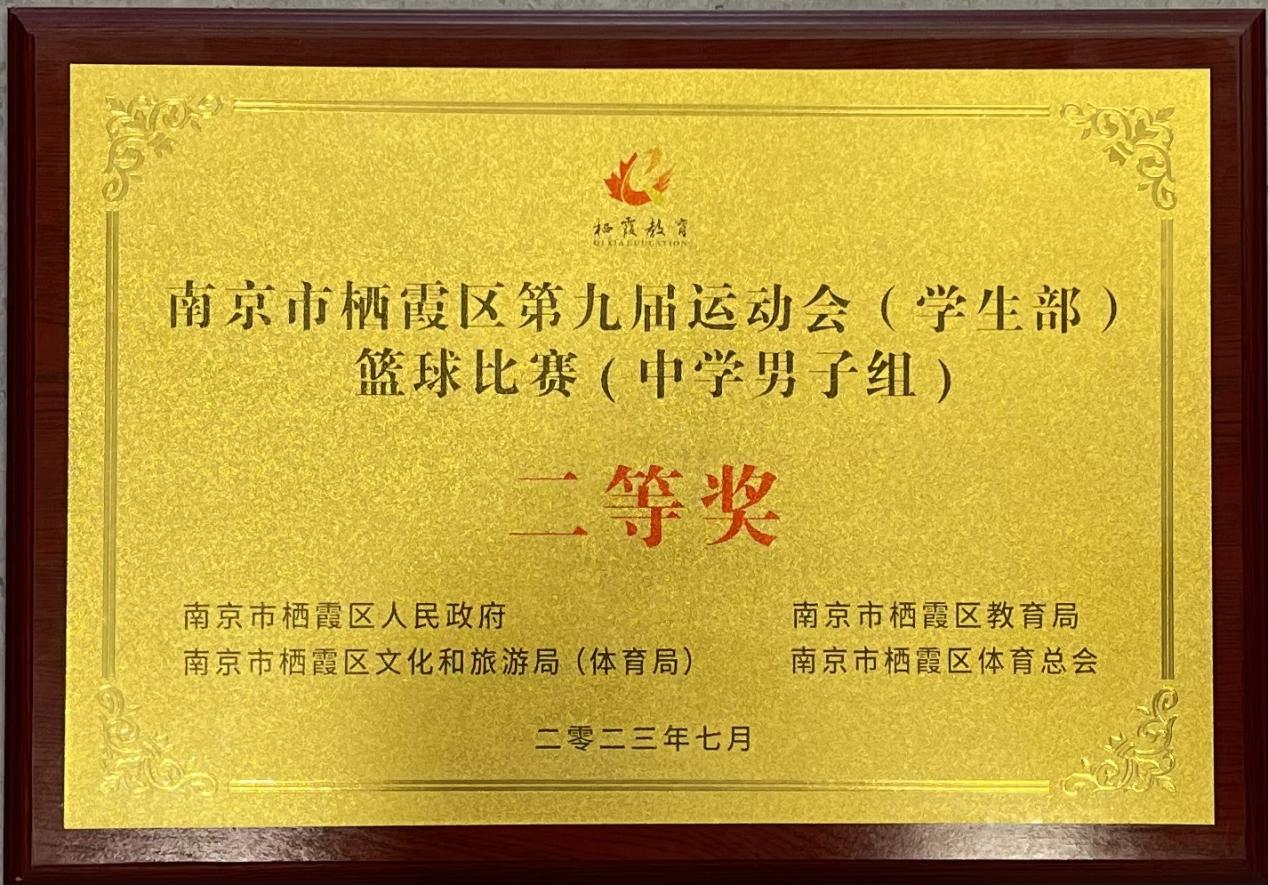 栖霞教育
QIXIA EDUCATION
南京市栖霞区第九届运动会（学生部）
篮球比赛（中学男子组）
二等奖
南京市栖霞区人民政府 南京市栖霞区教育局
南京市栖霞区文化和旅游局（体育局） 南京市栖霞区体育总会
二零二三年七月